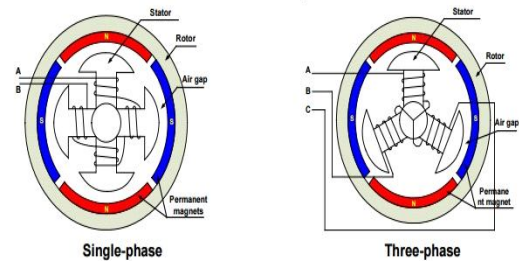 Stator
Rotor
A
B
N
Air gap
S
S
N
Permanent
magnets
Single-phase
Stator
Rotor
A
N
B
C
S
S
Air gap
N
Permane
nt magnet
Three-phase